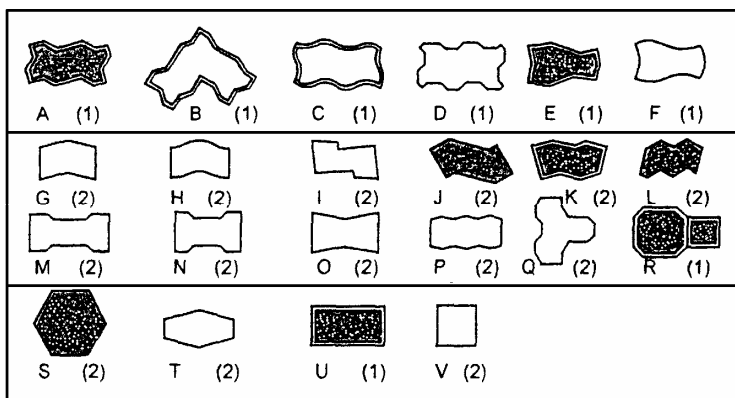 A (1) B (1) C (1) D (1) E (1) F (1)
G (2) H (2) I (2) J (2) K (2) L (2)
M (2) N (2) O (2) P (2) Q (2) R (1)
S (2) T (2) U (1) V (2)